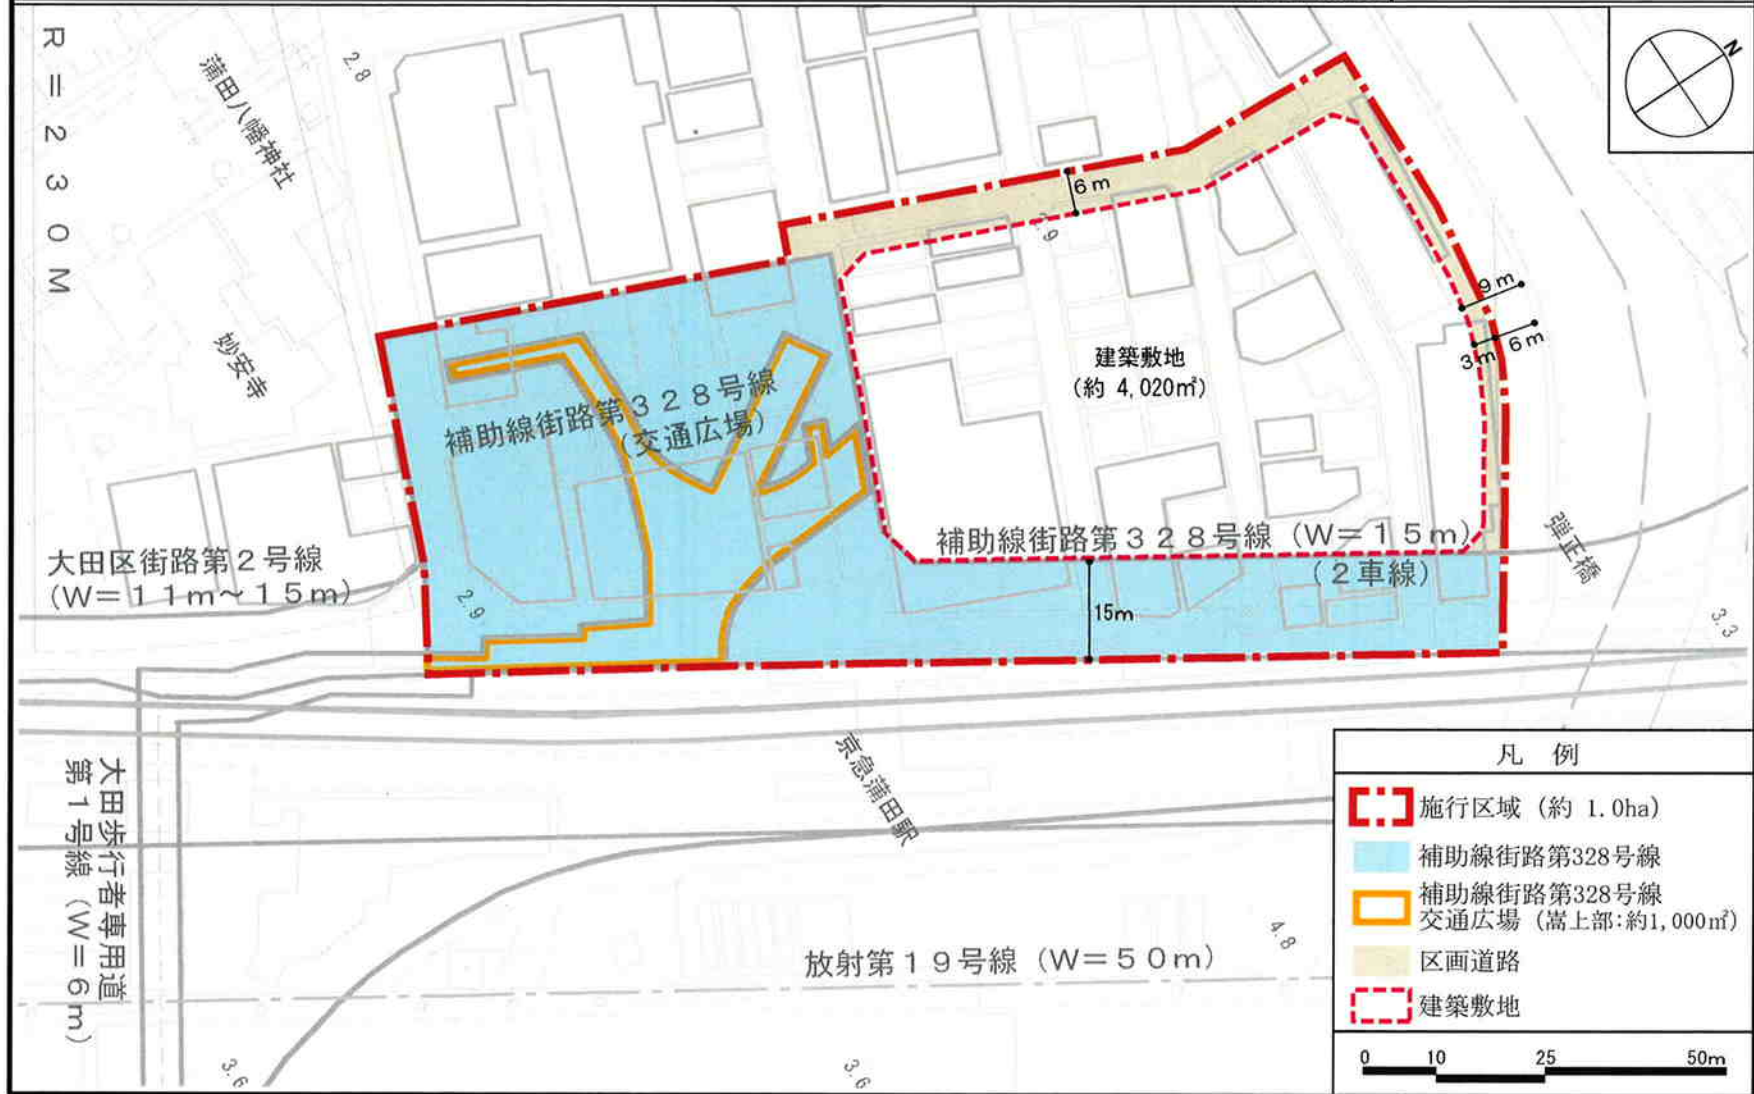 R＝２３０M
蒲田八幡神社
2.8
N
6m
2.9
9m
3m
6m
妙安寺
建築敷地
(約 4,020㎡)
補助線街路第３２８号線
(交通広場)
補助線街路第３２８号線 (W＝１５m)
(２車線)
弾正橋
大田区街路第２号線
(W＝１１m～１５m)
2.9
15m
3.3
京急蒲田駅
大田歩行者専用道
第１号線 (W＝６m)
放射第１９号線 (W＝５０m)
4.8
3.6
3.6
凡 例
施行区域 (約 1.0ha)
補助線街路第328号線
補助線街路第328号線
交通広場 (嵩上部:約1,000㎡)
区画道路
建築敷地
0 10 25 50m